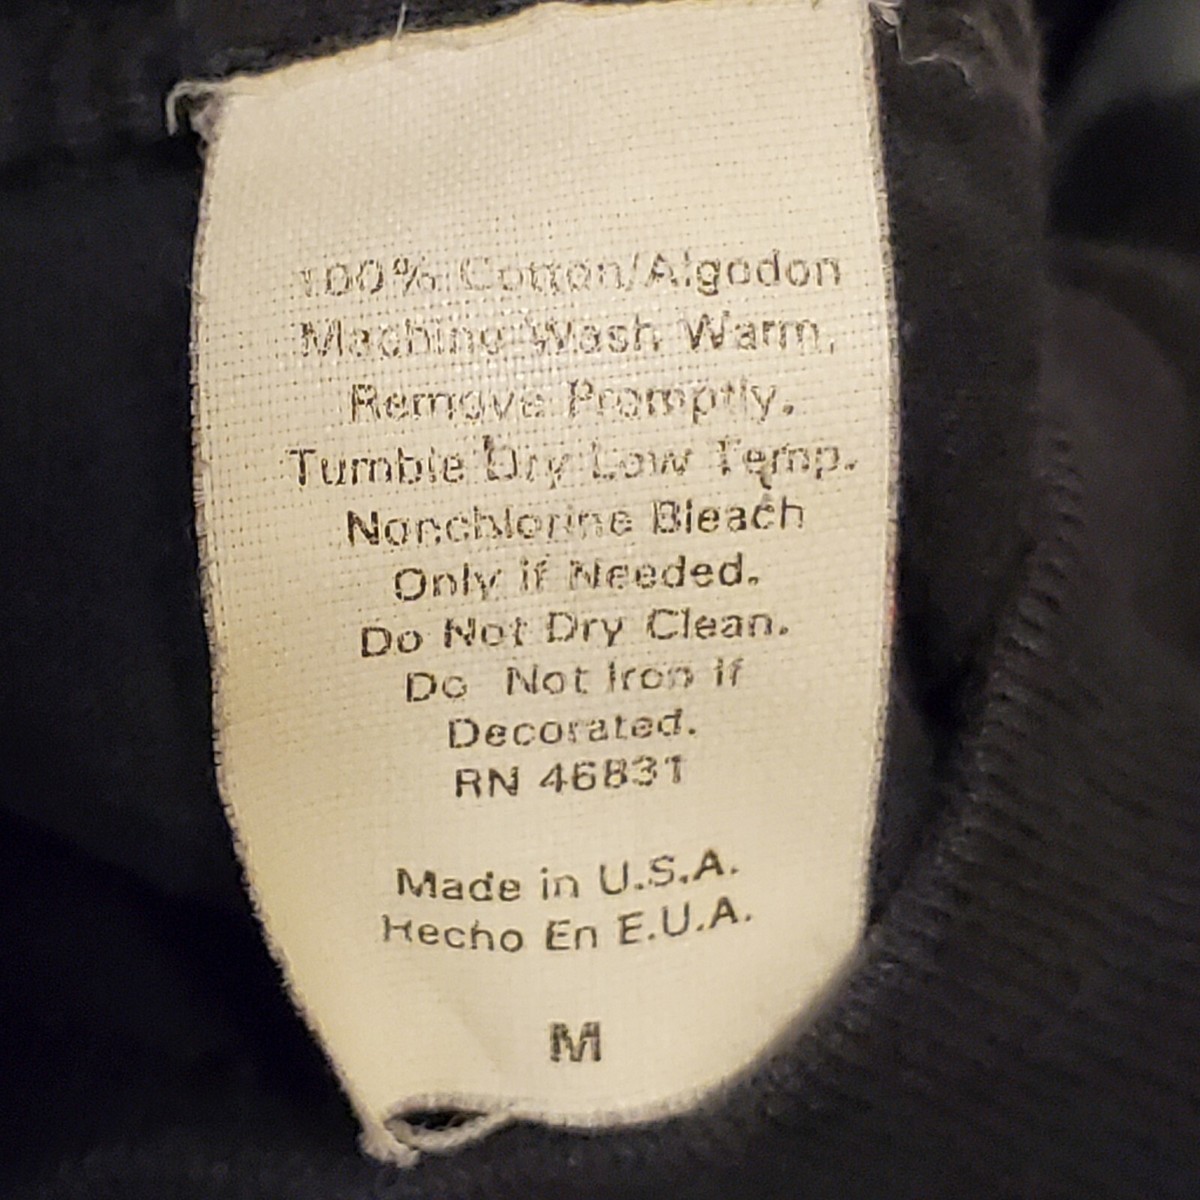 100% Cotton/Algodon
Machine Wash Warm,
Remove Promptly.
Tumble Dry Low Temp.
Nonchlorine Bleach
Only if Needed.
Do Not Dry Clean.
Do Not Iron if
Decorated.
RN 46831
Made in U.S.A.
Hecho En E.U.A.
M